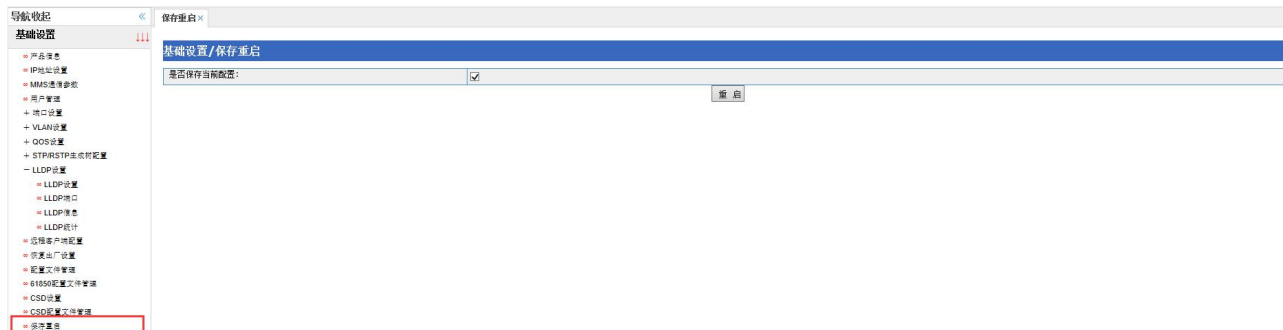 导航收起 «
保存重启×
基础设置
基础设置/保存重启
是否保存当前配置：
重 启
产品信息
IP地址设置
MMS通信参数
用户管理
+ 端口设置
+ VLAN设置
+ QOS设置
+ STP/RSTP生成树配置
- LLDP设置
LLDP设置
LLDP端口
LLDP信息
LLDP统计
远程客户端配置
恢复出厂设置
配置文件管理
61850配置文件管理
CSD设置
CSD配置文件管理
保存重启